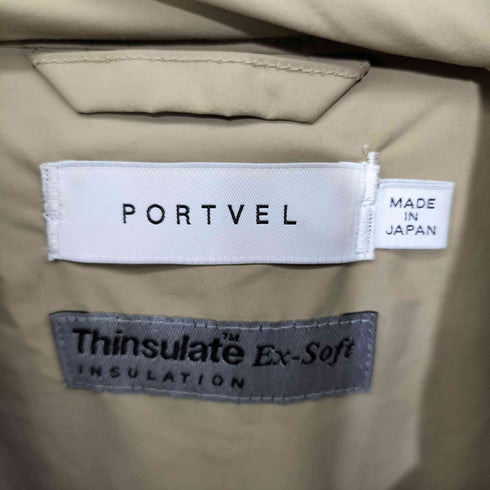 PORTVEL
MADE
IN
JAPAN
Thinsulate™ Ex-Soft
INSULATION